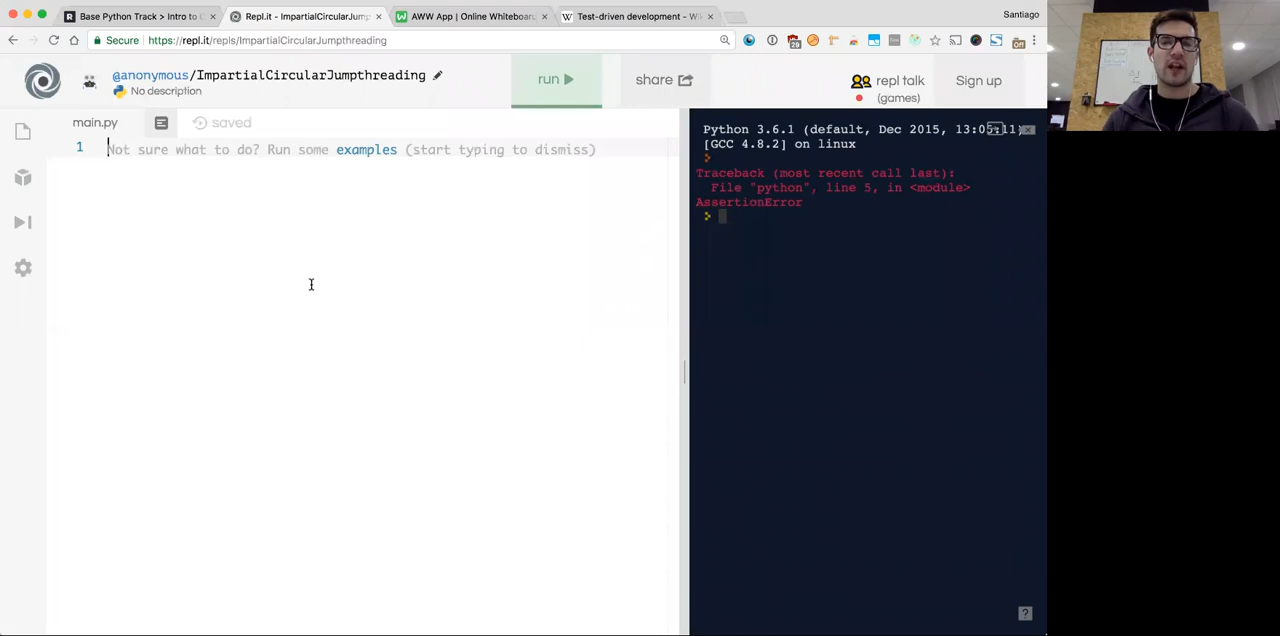 Base Python Track > Intro to
Repl.it - ImpartialCircularJump
AWW App | Online Whiteboard
Test-driven development - Wi
Santiago
Secure
https://repl.it/repls/ImpartialCircularJumpthreading
29
Off
@anonymous/ImpartialCircularJumpthreading
No description
run
share
repl talk
(games)
Sign up
main.py
saved
1 Not sure what to do? Run some examples (start typing to dismiss)
Python 3.6.1 (default, Dec 2015, 13:05:11)
[GCC 4.8.2] on linux
Traceback (most recent call last):
File "python", line 5, in <module>
AssertionError
?